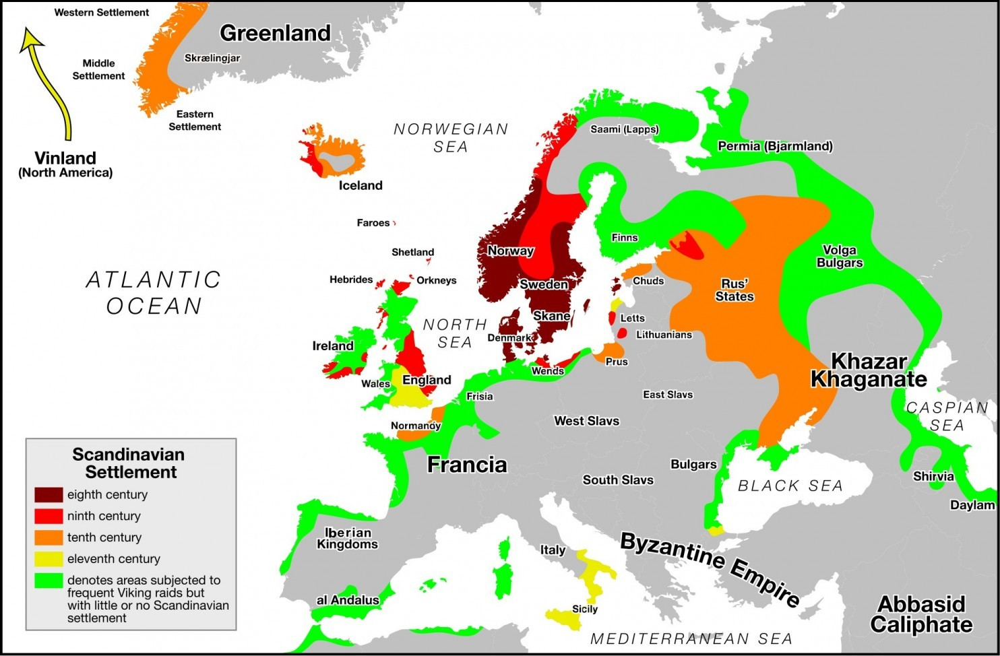 Western Settlement
Greenland
Skrælingjar
Middle
Settlement
Eastern
Settlement
Vinland
(North America)
Iceland
NORWEGIAN
SEA
Saami (Lapps)
Permia (Bjarmland)
Faroes
Shetland
Hebrides
Orkneys
ATLANTIC
OCEAN
Norway
Sweden
Skane
Denmark
Finns
Chuds
Letts
Lithuanians
Prus
Wends
Rus'
States
Volga
Bulgars
NORTH
SEA
Ireland
Wales
England
Frisia
Normandy
East Slavs
West Slavs
South Slavs
Khazar
Khaganate
CASPIAN
SEA
Francia
Bulgars
BLACK SEA
Shirvia
Daylam
Iberian
Kingdoms
al Andalus
Italy
Sicily
Byzantine Empire
MEDITERRANEAN SEA
Abbasid
Caliphate
Scandinavian
Settlement
eighth century
ninth century
tenth century
eleventh century
denotes areas subjected to
frequent Viking raids but
with little or no Scandinavian
settlement